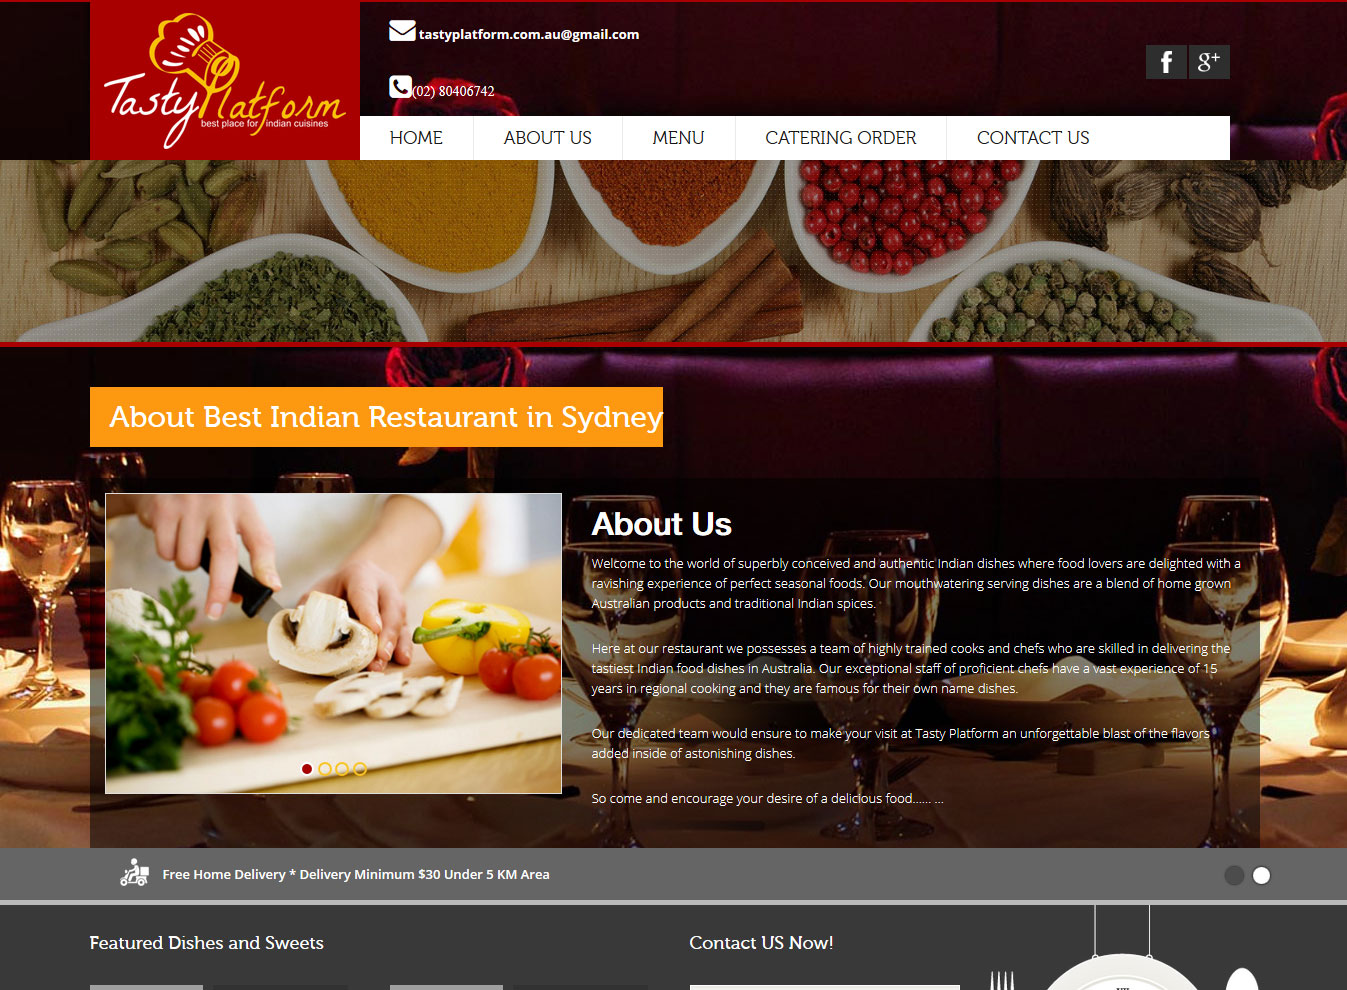 Tasty Platform
best place for indian cuisines
tastyplatform.com.au@gmail.com
(02) 80406742
f g+
HOME ABOUT US MENU CATERING ORDER CONTACT US
About Best Indian Restaurant in Sydney
About Us
Welcome to the world of superbly conceived and authentic Indian dishes where food lovers are delighted with a
ravishing experience of perfect seasonal foods. Our mouthwatering serving dishes are a blend of home grown
Australian products and traditional Indian spices.
Here at our restaurant we possesses a team of highly trained cooks and chefs who are skilled in delivering the
tastiest Indian food dishes in Australia. Our exceptional staff of proficient chefs have a vast experience of 15
years in regional cooking and they are famous for their own name dishes.
Our dedicated team would ensure to make your visit at Tasty Platform an unforgettable blast of the flavors
added inside of astonishing dishes.
So come and encourage your desire of a delicious food...... ...
Free Home Delivery * Delivery Minimum $30 Under 5 KM Area
Featured Dishes and Sweets
Contact US Now!